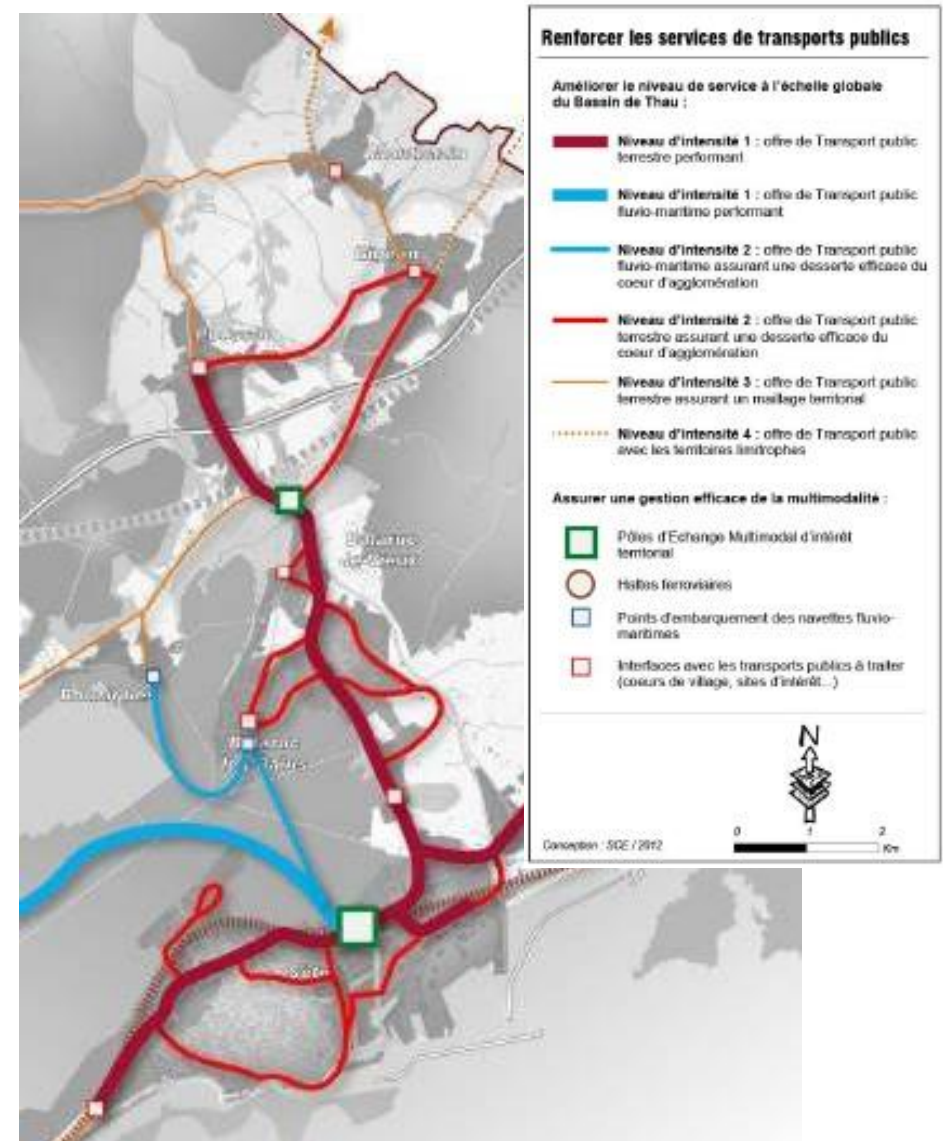 Renforcer les services de transports publics
Améliorer le niveau de service à l'échelle globale
du Bassin de Thau :
Niveau d'intensité 1 : offre de Transport public
terrestre performant
Niveau d'intensité 1 : offre de Transport public
fluvio-maritime performant
Niveau d'intensité 2 : offre de Transport public
fluvio-maritime assurant une desserte efficace du
coeur d'agglomération
Niveau d'intensité 2 : offre de Transport public
terrestre assurant une desserte efficace du
coeur d'agglomération
Niveau d'intensité 3 : offre de Transport public
terrestre assurant un maillage territorial
Niveau d'intensité 4 : offre de Transport public
avec les territoires limitrophes
Assurer une gestion efficace de la multimodalité :
Pôles d'Echange Multimodal d'intérêt
territorial
Haltes ferroviaires
Points d'embarquement des navettes fluvio-
maritimes
Interfaces avec les transports publics à traiter
(coeurs de village, sites d'intérêt...)
N
0 1 2
Km
Conception : SCE / 2012
Balaruc
le-Vieux
Balaruc
Sète